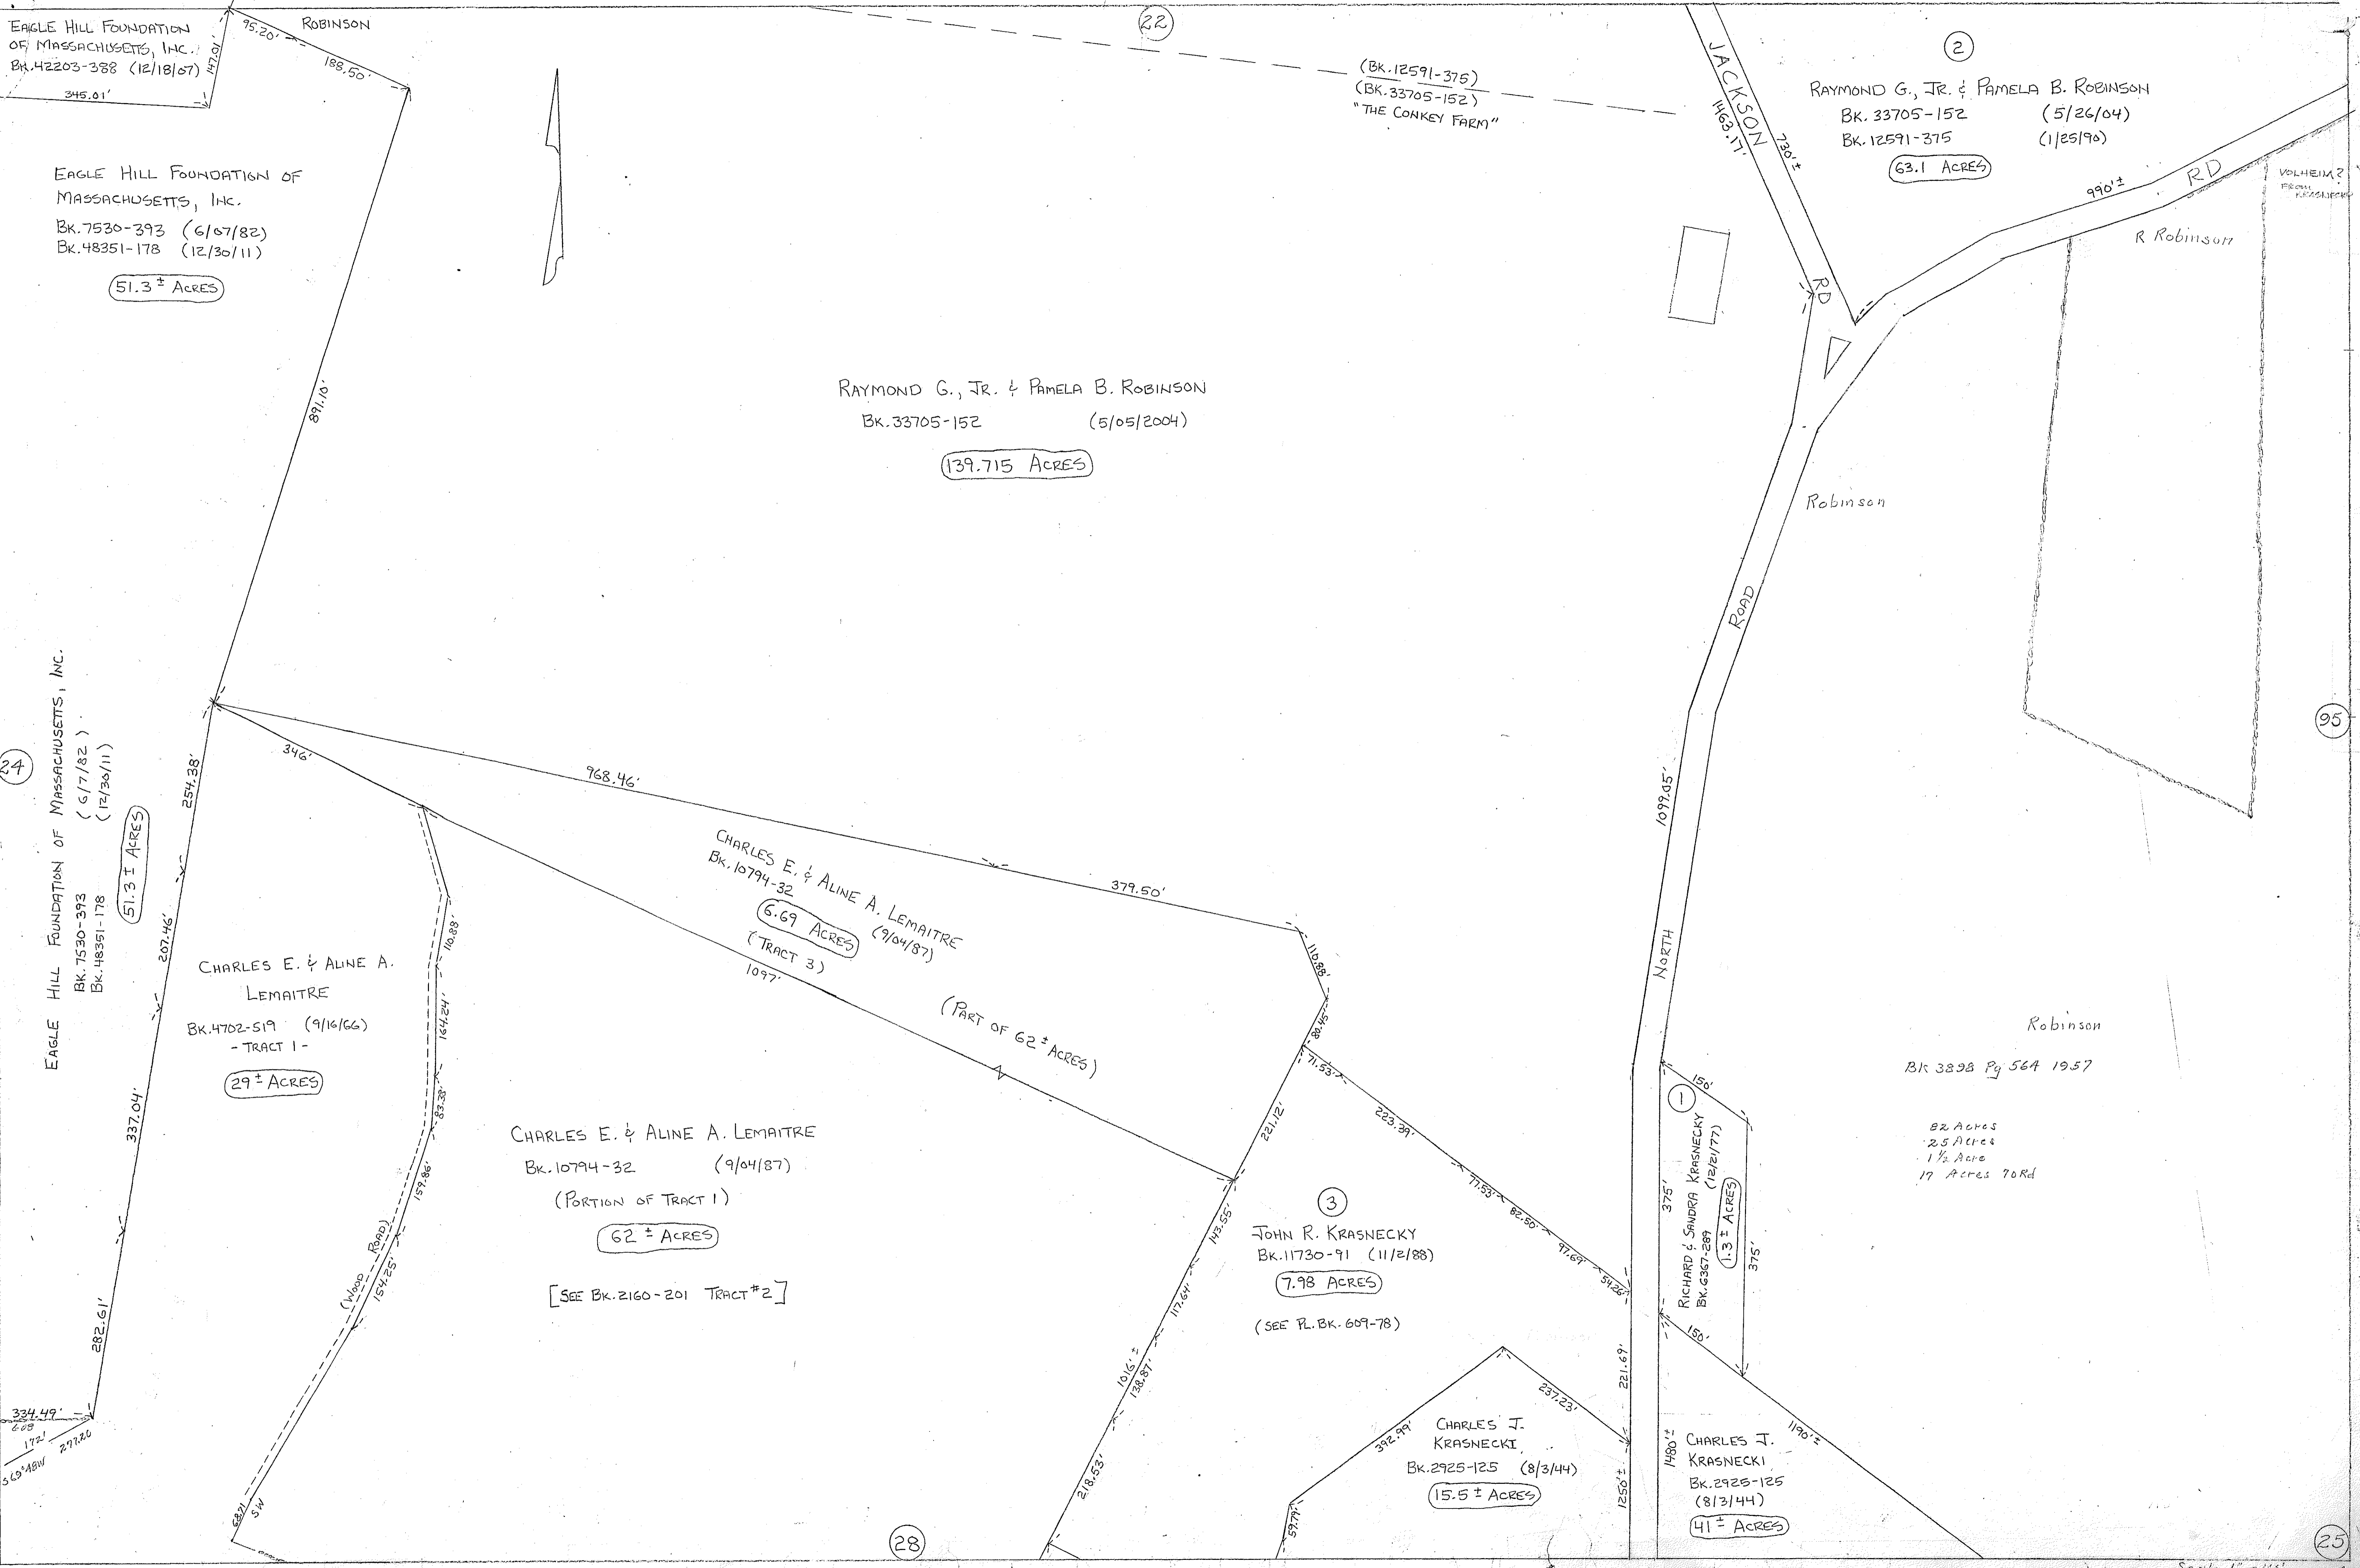 EAGLE HILL FOUNDATION
OF MASSACHUSETTS, INC.
BK.42203-388 (12/18/07)
345.01'
147.01'
95.20'
ROBINSON
188.50'
22
(BK.12591-375)
(BK.33705-152)
"THE CONKEY FARM"
JACKSON
RD
1463.17'
730'±
2
RAYMOND G., JR. & PAMELA B. ROBINSON
BK. 33705-152 (5/26/04)
BK. 12591-375 (1/25/90)
63.1 ACRES
990'±
RD
VOLHEIM?
FROM
KRASNECKY
R Robinson
EAGLE HILL FOUNDATION OF
MASSACHUSETTS, INC.
BK.7530-393 (6/07/82)
BK.48351-178 (12/30/11)
51.3± ACRES
891.10'
RAYMOND G., JR. & PAMELA B. ROBINSON
BK.33705-152 (5/05/2004)
139.715 ACRES
Robinson
ROAD
95
24
EAGLE HILL FOUNDATION OF MASSACHUSETTS, INC.
BK.7530-393 (6/7/82)
BK.48351-178 (12/30/11)
51.3± ACRES
254.38'
207.46'
337.04'
282.61'
334.49'
172'
277.20
S69°48W
346'
968.46'
379.50'
CHARLES E. & ALINE A. LEMAITRE
BK.10794-32 (9/04/87)
6.69 ACRES
(TRACT 3)
1097'
(PART OF 62± ACRES)
110.88'
80.45'
1099.05'
NORTH
CHARLES E. & ALINE A.
LEMAITRE
BK.4702-519 (9/16/66)
- TRACT 1 -
29± ACRES
110.88'
164.24'
83.38'
159.86'
154.25'
(WOOD ROAD)
68.71
SW
CHARLES E. & ALINE A. LEMAITRE
BK.10794-32 (9/04/87)
(PORTION OF TRACT 1)
62± ACRES
[SEE BK.2160-201 TRACT #2]
71.53'
221.12'
223.39'
77.53'
82.50'
97.69'
54.26'
143.55'
117.64'
1016'±
138.87'
218.53'
3
JOHN R. KRASNECKY
BK.11730-91 (11/2/88)
7.98 ACRES
(SEE PL.BK. 609-78)
150'
1
RICHARD & SANDRA KRASNECKY
BK.6367-289 (12/21/77)
1.3± ACRES
375'
375'
150'
Robinson
BK 3898 Pg 564 1957
82 Acres
25 Acres
1½ Acre
17 Acres 70Rd
221.69'
237.23'
392.99'
59.79'
CHARLES J.
KRASNECKI
BK.2925-125 (8/3/44)
15.5± ACRES
1250'±
1480'±
CHARLES J.
KRASNECKI
BK.2925-125
(8/3/44)
41± ACRES
1190'±
28
25